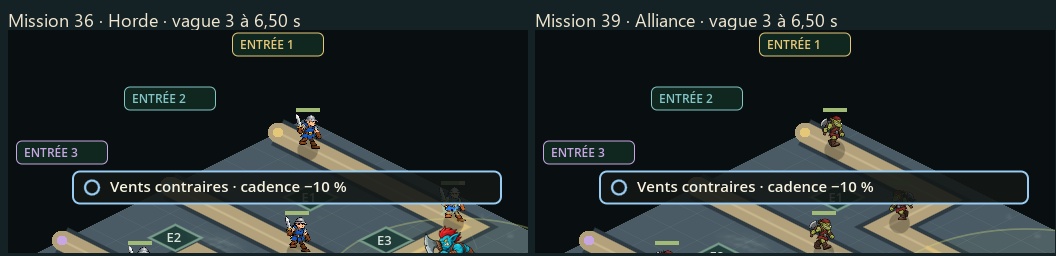 Mission 36 · Horde · vague 3 à 6,50 s
ENTRÉE 1
ENTRÉE 2
ENTRÉE 3
Vents contraires · cadence −10 %
E1
E2
E3
Mission 39 · Alliance · vague 3 à 6,50 s
ENTRÉE 1
ENTRÉE 2
ENTRÉE 3
Vents contraires · cadence −10 %